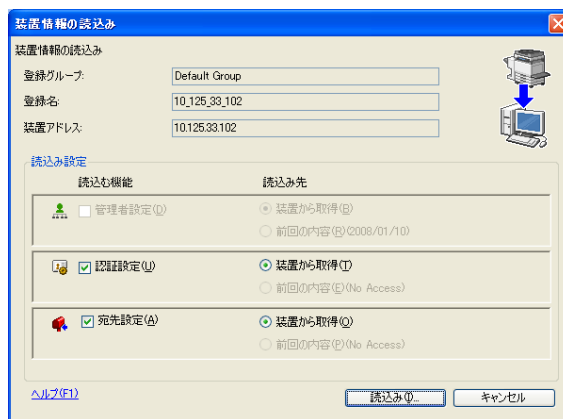 装置情報の読込み
装置情報の読込み
登録グループ: Default Group
登録名: 10_125_33_102
装置アドレス: 10.125.33.102
読込み設定
読込む機能 読込み先
管理者設定(D) 装置から取得(B)
前回の内容(R)(2008/01/10)
認証設定(U) 装置から取得(T)
前回の内容(E)(No Access)
宛先設定(A) 装置から取得(O)
前回の内容(P)(No Access)
ヘルプ(F1) 読込み(I)... キャンセル